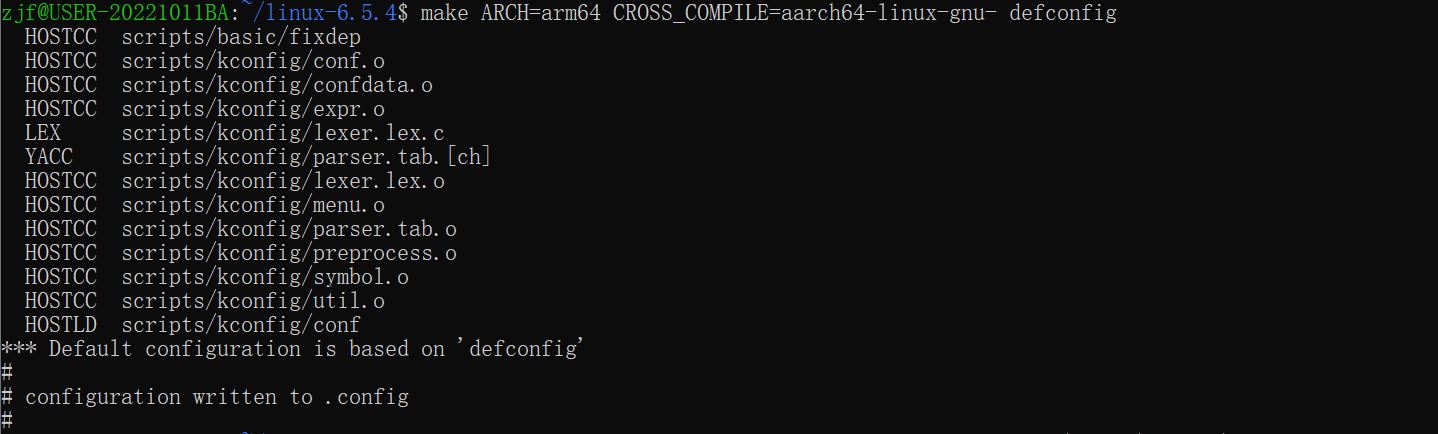 zjf@USER-20221011BA:~/linux-6.5.4$ make ARCH=arm64 CROSS_COMPILE=aarch64-linux-gnu- defconfig
  HOSTCC  scripts/basic/fixdep
  HOSTCC  scripts/kconfig/conf.o
  HOSTCC  scripts/kconfig/confdata.o
  HOSTCC  scripts/kconfig/expr.o
  LEX     scripts/kconfig/lexer.lex.c
  YACC    scripts/kconfig/parser.tab.[ch]
  HOSTCC  scripts/kconfig/lexer.lex.o
  HOSTCC  scripts/kconfig/menu.o
  HOSTCC  scripts/kconfig/parser.tab.o
  HOSTCC  scripts/kconfig/preprocess.o
  HOSTCC  scripts/kconfig/symbol.o
  HOSTCC  scripts/kconfig/util.o
  HOSTLD  scripts/kconfig/conf
*** Default configuration is based on 'defconfig'
#
# configuration written to .config
#